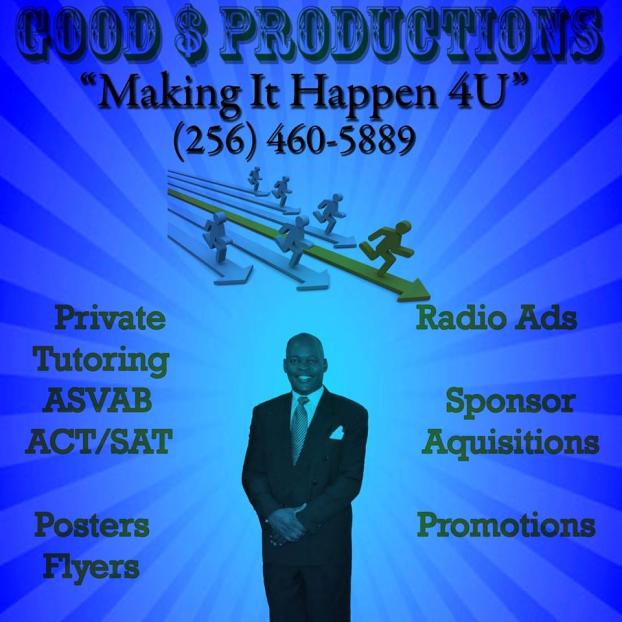 GOOD $ PRODUCTIONS
“Making It Happen 4U”
(256) 460-5889
Private
Tutoring
ASVAB
ACT/SAT
Posters
Flyers
Radio Ads
Sponsor
Aquisitions
Promotions